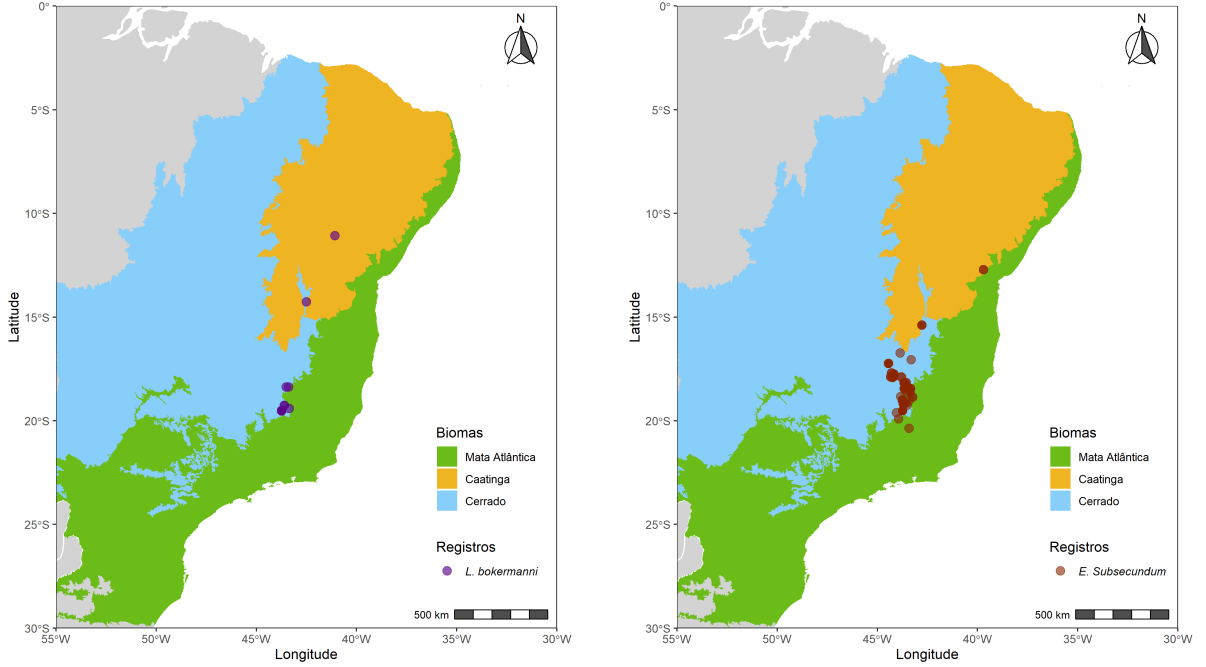 0°
5°S
10°S
15°S
20°S
25°S
30°S
Latitude
N
Biomas
Mata Atlântica
Caatinga
Cerrado
Registros
L. bokermanni
500 km
55°W
50°W
45°W
40°W
35°W
30°W
Longitude
0°
5°S
10°S
15°S
20°S
25°S
30°S
Latitude
N
Biomas
Mata Atlântica
Caatinga
Cerrado
Registros
E. Subsecundum
500 km
55°W
50°W
45°W
40°W
35°W
30°W
Longitude